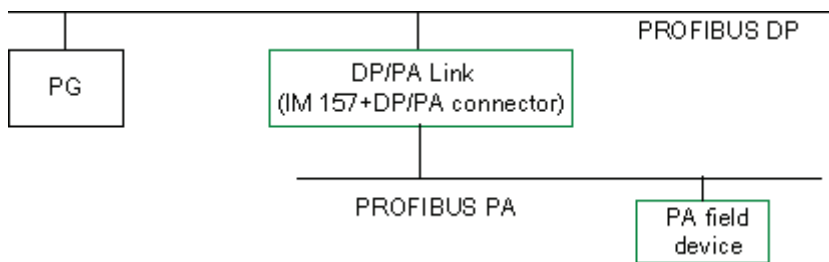 PROFIBUS DP
PG
DP/PA Link
(IM 157+DP/PA connector)
PROFIBUS PA
PA field
device